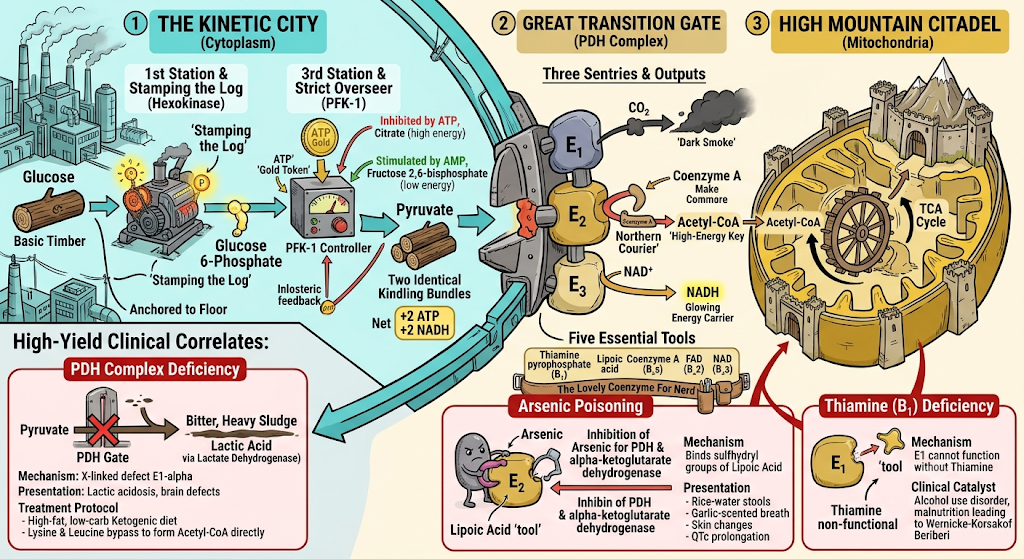 1 THE KINETIC CITY
(Cytoplasm)
1st Station &
Stamping the Log
(Hexokinase)
3rd Station &
Strict Overseer
(PFK-1)
'Stamping
the Log'
P
ATP
Gold
ATP'
'Gold Token'
Inhibited by ATP,
Citrate (high energy)
Stimulated by AMP,
Fructose 2,6-bisphosphate
(low energy)
Glucose
Basic Timber
Glucose
6-Phosphate
'Stamping the Log'
Anchored to Floor
PFK-1 Controller
Inlosteric
feedback
Pyruvate
Two Identical
Kindling Bundles
Net
+2 ATP
+2 NADH
2 GREAT TRANSITION GATE
(PDH Complex)
Three Sentries & Outputs
E1
CO2
'Dark Smoke'
E2
Coenzyme A
Make
Commore
Coenzyme A
Northern
Courier'
Acetyl-CoA
'High-Energy Key'
E3
NAD+
NADH
Glowing
Energy Carrier
Five Essential Tools
Thiamine
pyrophosphate
(B1)
Lipoic
acid
Coenzyme A
(B,s)
FAD
(B,2)
NAD
(B,3)
The Lovely Coenzyme For Nerd
3 HIGH MOUNTAIN CITADEL
(Mitochondria)
Acetyl-CoA
TCA
Cycle
High-Yield Clinical Correlates:
PDH Complex Deficiency
Pyruvate
PDH Gate
Bitter, Heavy Sludge
Lactic Acid
(via Lactate Dehydrogenase)
Mechanism: X-linked defect E1-alpha
Presentation: Lactic acidosis, brain defects
Treatment Protocol
- High-fat, low-carb Ketogenic diet
- Lysine & Leucine bypass to form Acetyl-CoA directly
Arsenic Poisoning
Arsenic
E2
Lipoic Acid 'tool'
Inhibition of
Arsenic for PDH &
alpha-ketoglutarate
dehydrogenase
Inhibin of PDH
& alpha-ketoglutarate
dehydrogenase
Mechanism
Binds sulfhydryl
groups of Lipoic Acid
Presentation
- Rice-water stools
- Garlic-scented breath
- Skin changes
- QTc prolongation
Thiamine (B1) Deficiency
E1
'tool
Thiamine
non-functional
Mechanism
E1 cannot function
without Thiamine
Clinical Catalyst
Alcohol use disorder,
malnutrition leading
to Wernicke-Korsakof
Beriberi